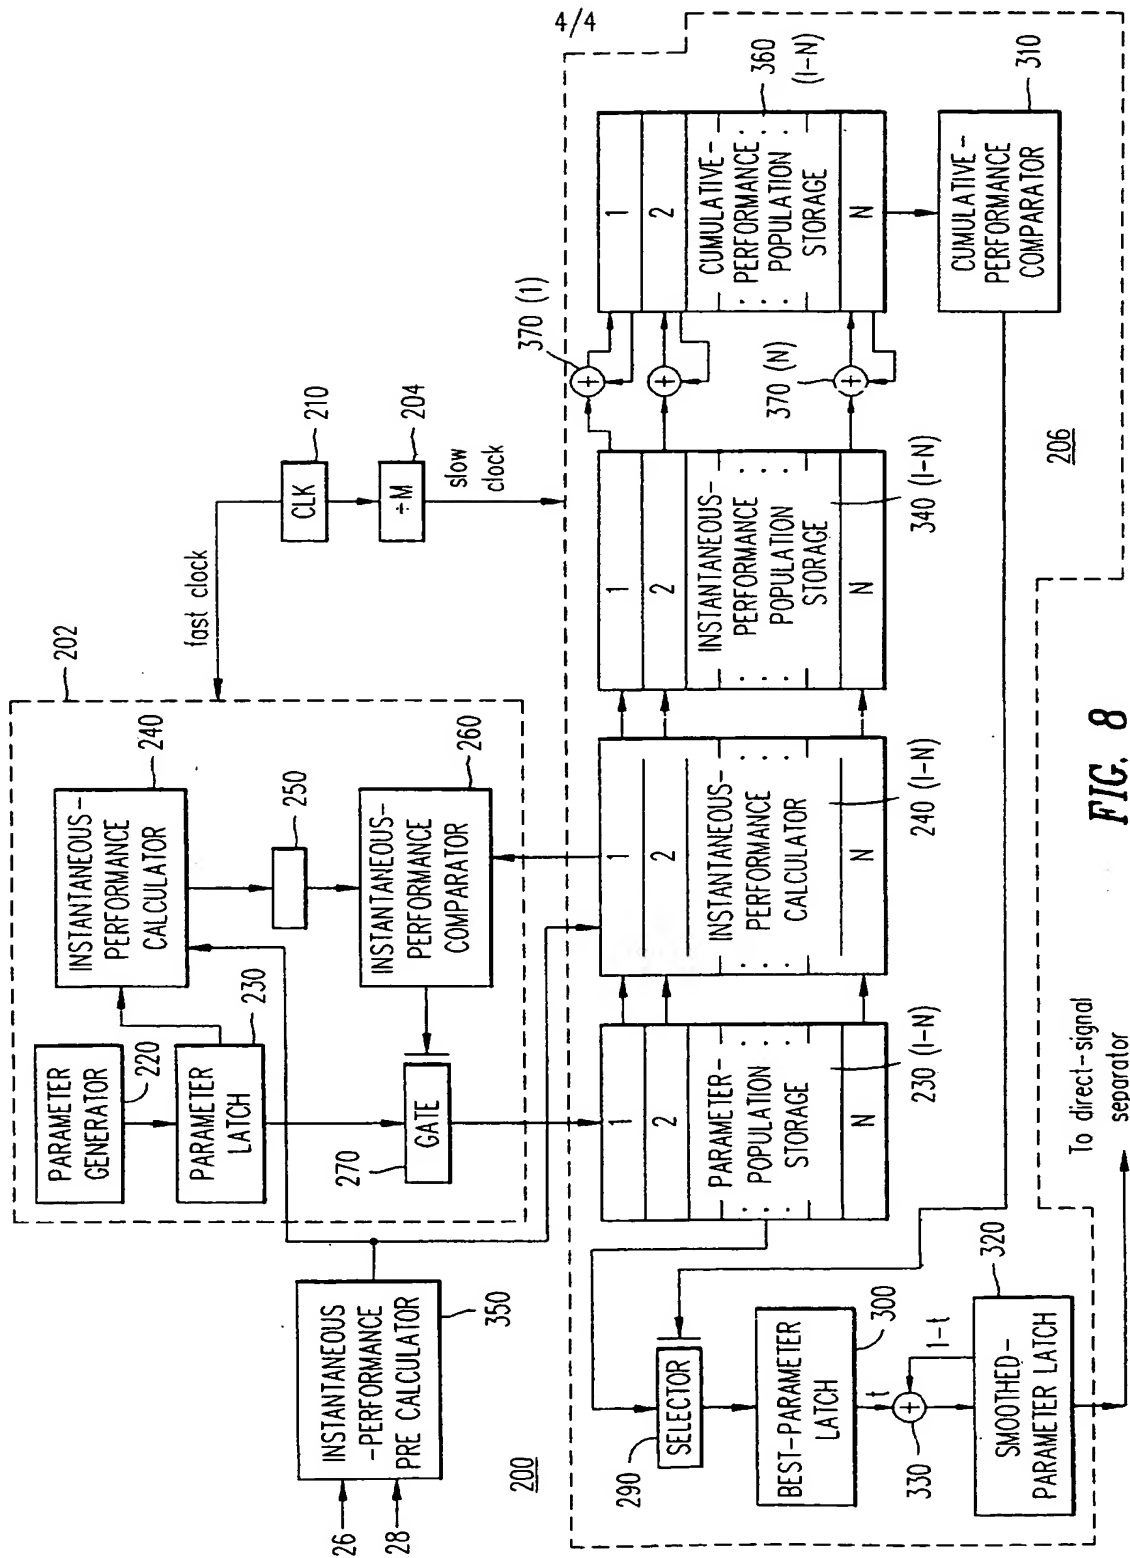 4/4
26
28
INSTANTANEOUS
-PERFORMANCE
PRE CALCULATOR
350
200
PARAMETER
GENERATOR
220
PARAMETER
LATCH
230
INSTANTANEOUS-
PERFORMANCE
CALCULATOR
240
250
INSTANTANEOUS-
PERFORMANCE
COMPARATOR
260
GATE
270
202
fast clock
CLK
210
÷M
204
slow
clock
1
2
PARAMETER-
POPULATION
STORAGE
. . .
. . .
N
230 (1-N)
1
2
INSTANTANEOUS-
PERFORMANCE
CALCULATOR
. . .
. . .
N
240 (1-N)
1
2
INSTANTANEOUS-
PERFORMANCE
POPULATION
STORAGE
. . .
. . .
N
340 (1-N)
370 (1)
+
+
+
370 (N)
1
2
CUMULATIVE-
PERFORMANCE
POPULATION
STORAGE
. . .
. . .
N
360
(1-N)
CUMULATIVE-
PERFORMANCE
COMPARATOR
310
206
SELECTOR
290
BEST-PARAMETER
LATCH
300
t
1-t
+
330
SMOOTHED-
PARAMETER LATCH
320
To direct-signal
separator
FIG. 8